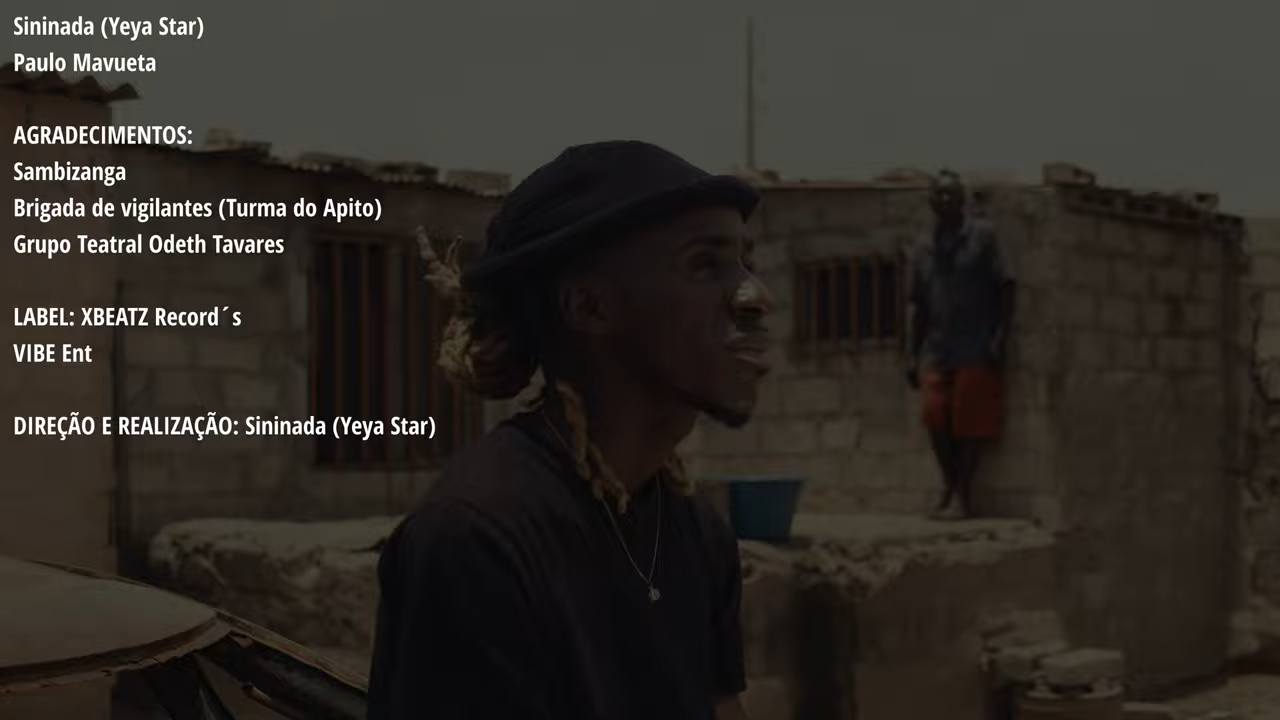 Sininada (Yeya Star)
Paulo Mavueta
AGRADECIMENTOS:
Sambizanga
Brigada de vigilantes (Turma do Apito)
Grupo Teatral Odeth Tavares
LABEL: XBEATZ Record´s
VIBE Ent
DIREÇÃO E REALIZAÇÃO: Sininada (Yeya Star)